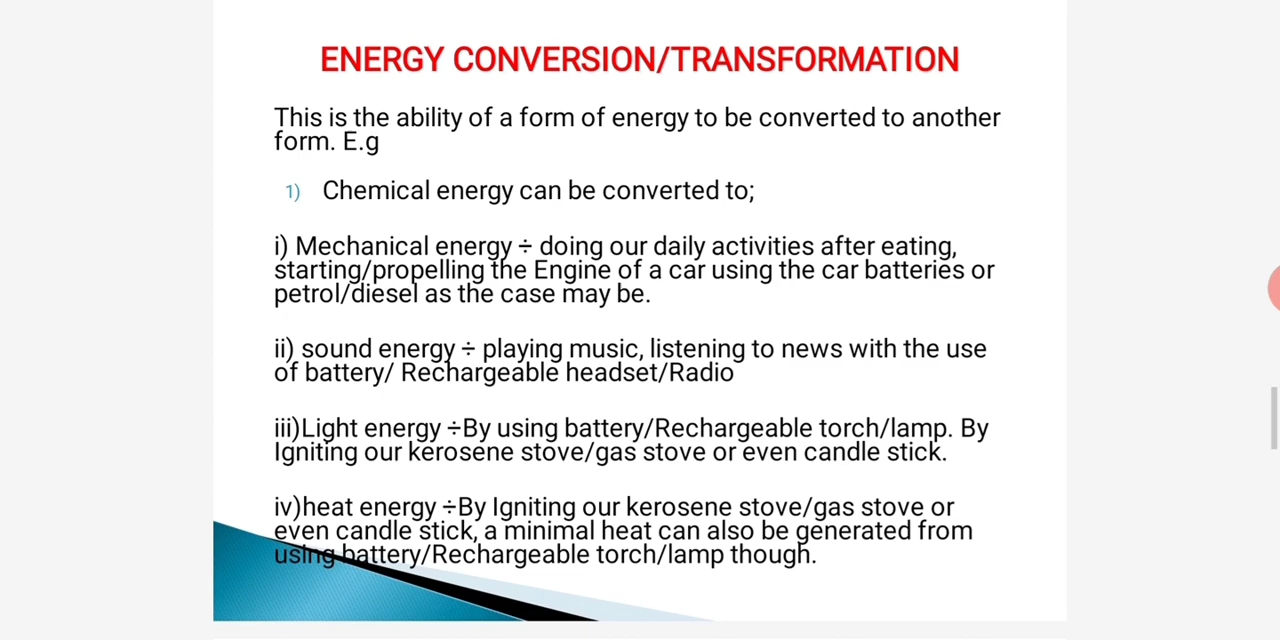 ENERGY CONVERSION/TRANSFORMATION
This is the ability of a form of energy to be converted to another
form. E.g
1) Chemical energy can be converted to;
i) Mechanical energy ÷ doing our daily activities after eating,
starting/propelling the Engine of a car using the car batteries or
petrol/diesel as the case may be.
ii) sound energy ÷ playing music, listening to news with the use
of battery/ Rechargeable headset/Radio
iii)Light energy ÷By using battery/Rechargeable torch/lamp. By
Igniting our kerosene stove/gas stove or even candle stick.
iv)heat energy ÷By Igniting our kerosene stove/gas stove or
even candle stick, a minimal heat can also be generated from
using battery/Rechargeable torch/lamp though.